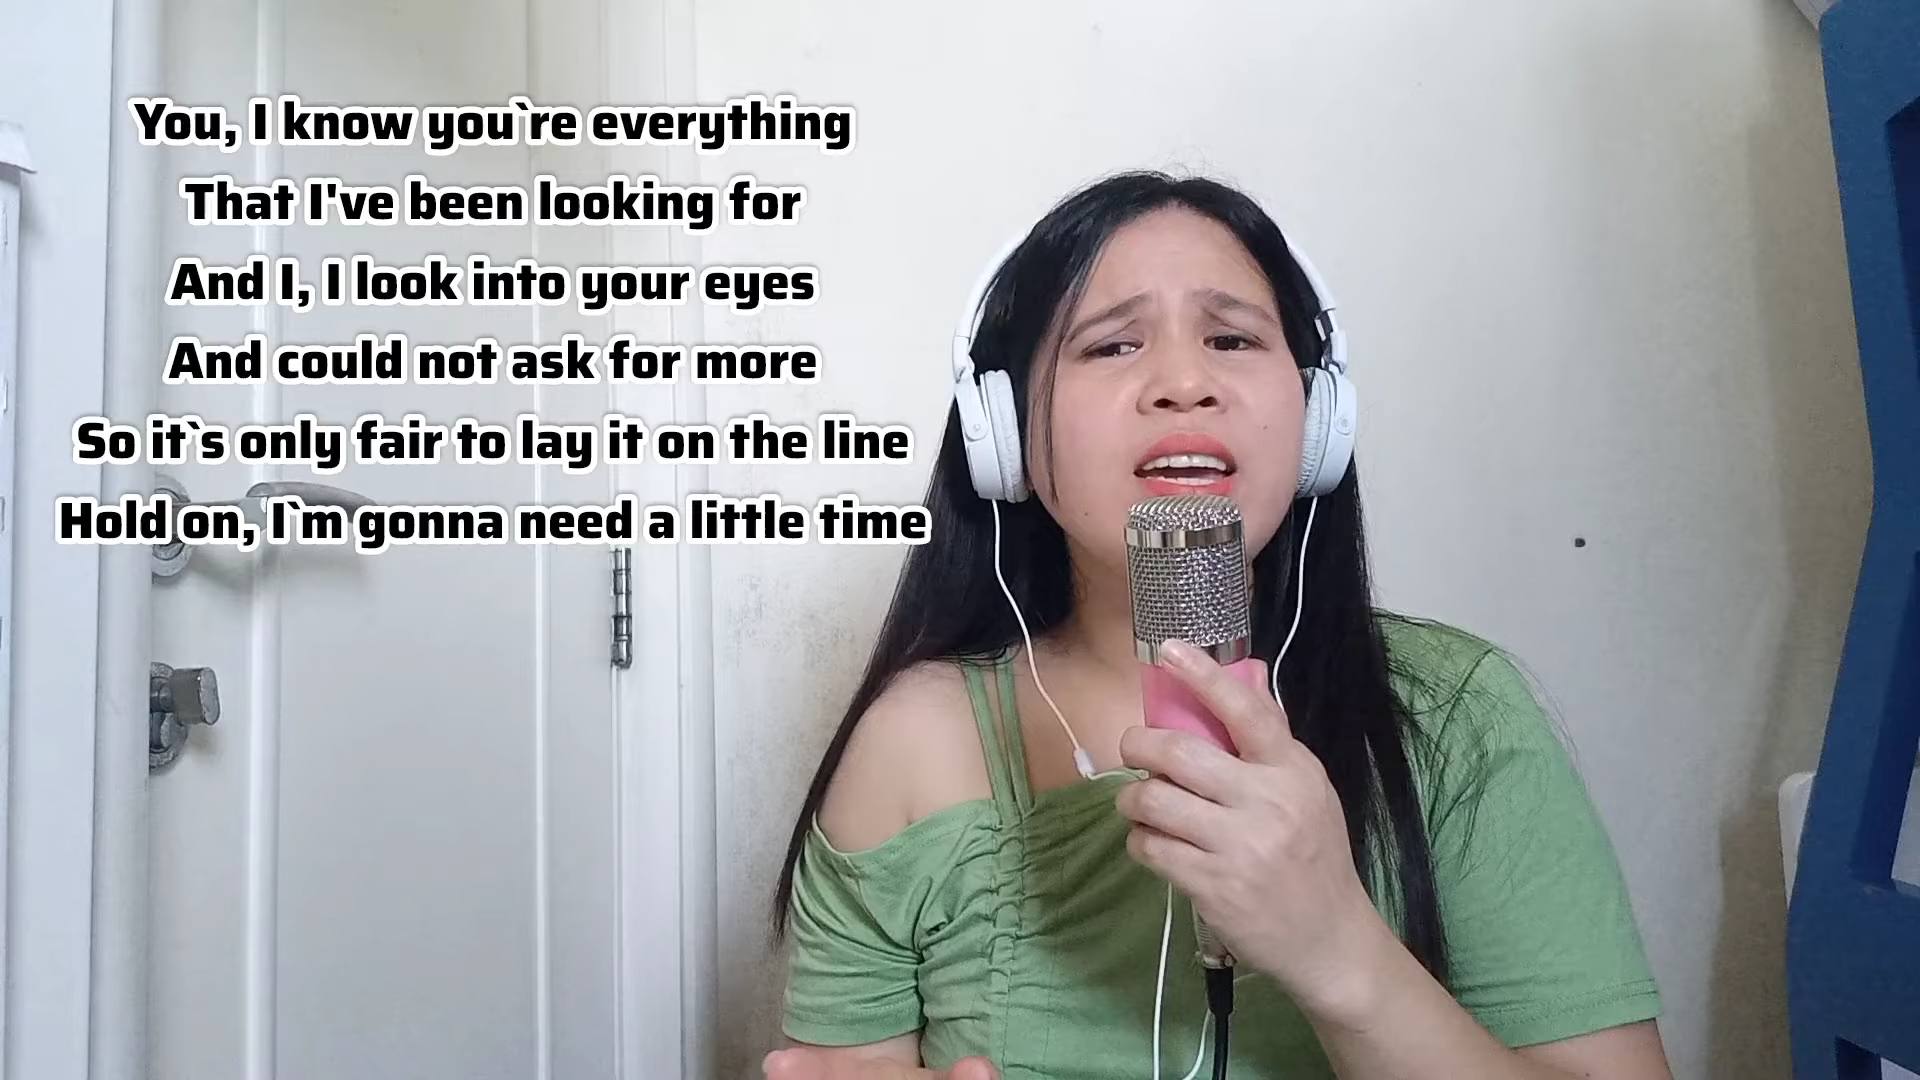 You, I know you`re everything
That I've been looking for
And I, I look into your eyes
And could not ask for more
So it`s only fair to lay it on the line
Hold on, I`m gonna need a little time